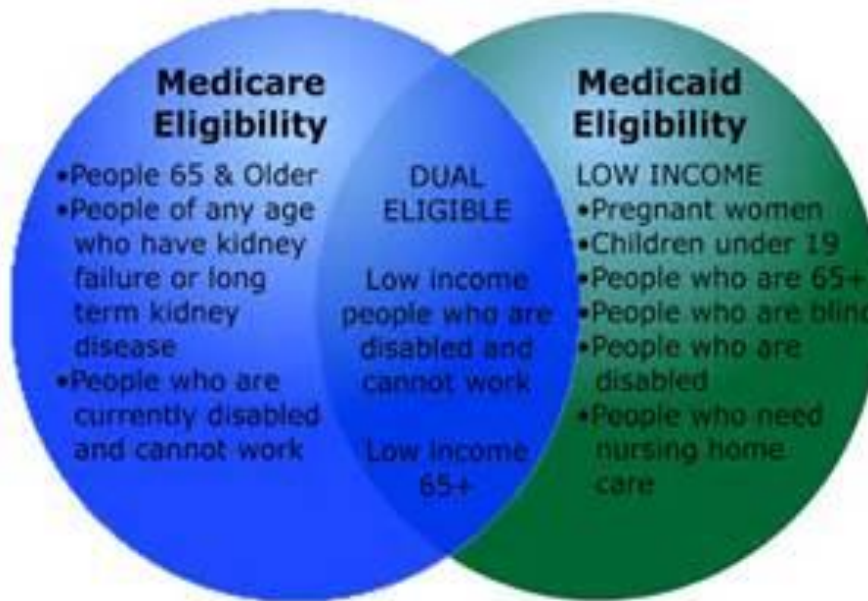 Medicare
Eligibility
•People 65 & Older
•People of any age
who have kidney
failure or long
term kidney
disease
•People who are
currently disabled
and cannot work
DUAL
ELIGIBLE
Low income
people who are
disabled and
cannot work
Low income
65+
Medicaid
Eligibility
LOW INCOME
•Pregnant women
•Children under 19
•People who are 65+
•People who are blind
•People who are
disabled
•People who need
nursing home
care